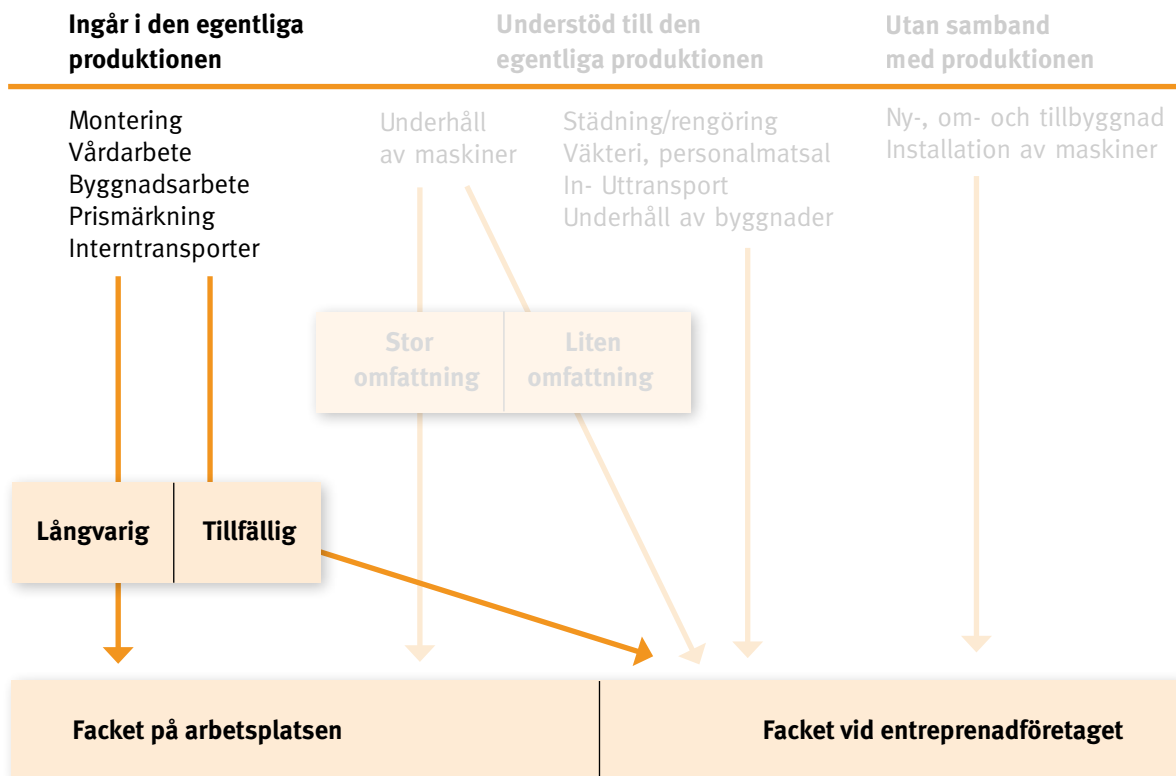 Ingår i den egentliga
produktionen
Understöd till den
egentliga produktionen
Utan samband
med produktionen
Montering
Vårdarbete
Byggnadsarbete
Prismärkning
Interntransporter
Underhåll
av maskiner
Städning/rengöring
Väkteri, personalmatsal
In- Uttransport
Underhåll av byggnader
Ny-, om- och tillbyggnad
Installation av maskiner
Stor
omfattning
Liten
omfattning
Långvarig
Tillfällig
Facket på arbetsplatsen
Facket vid entreprenadföretaget